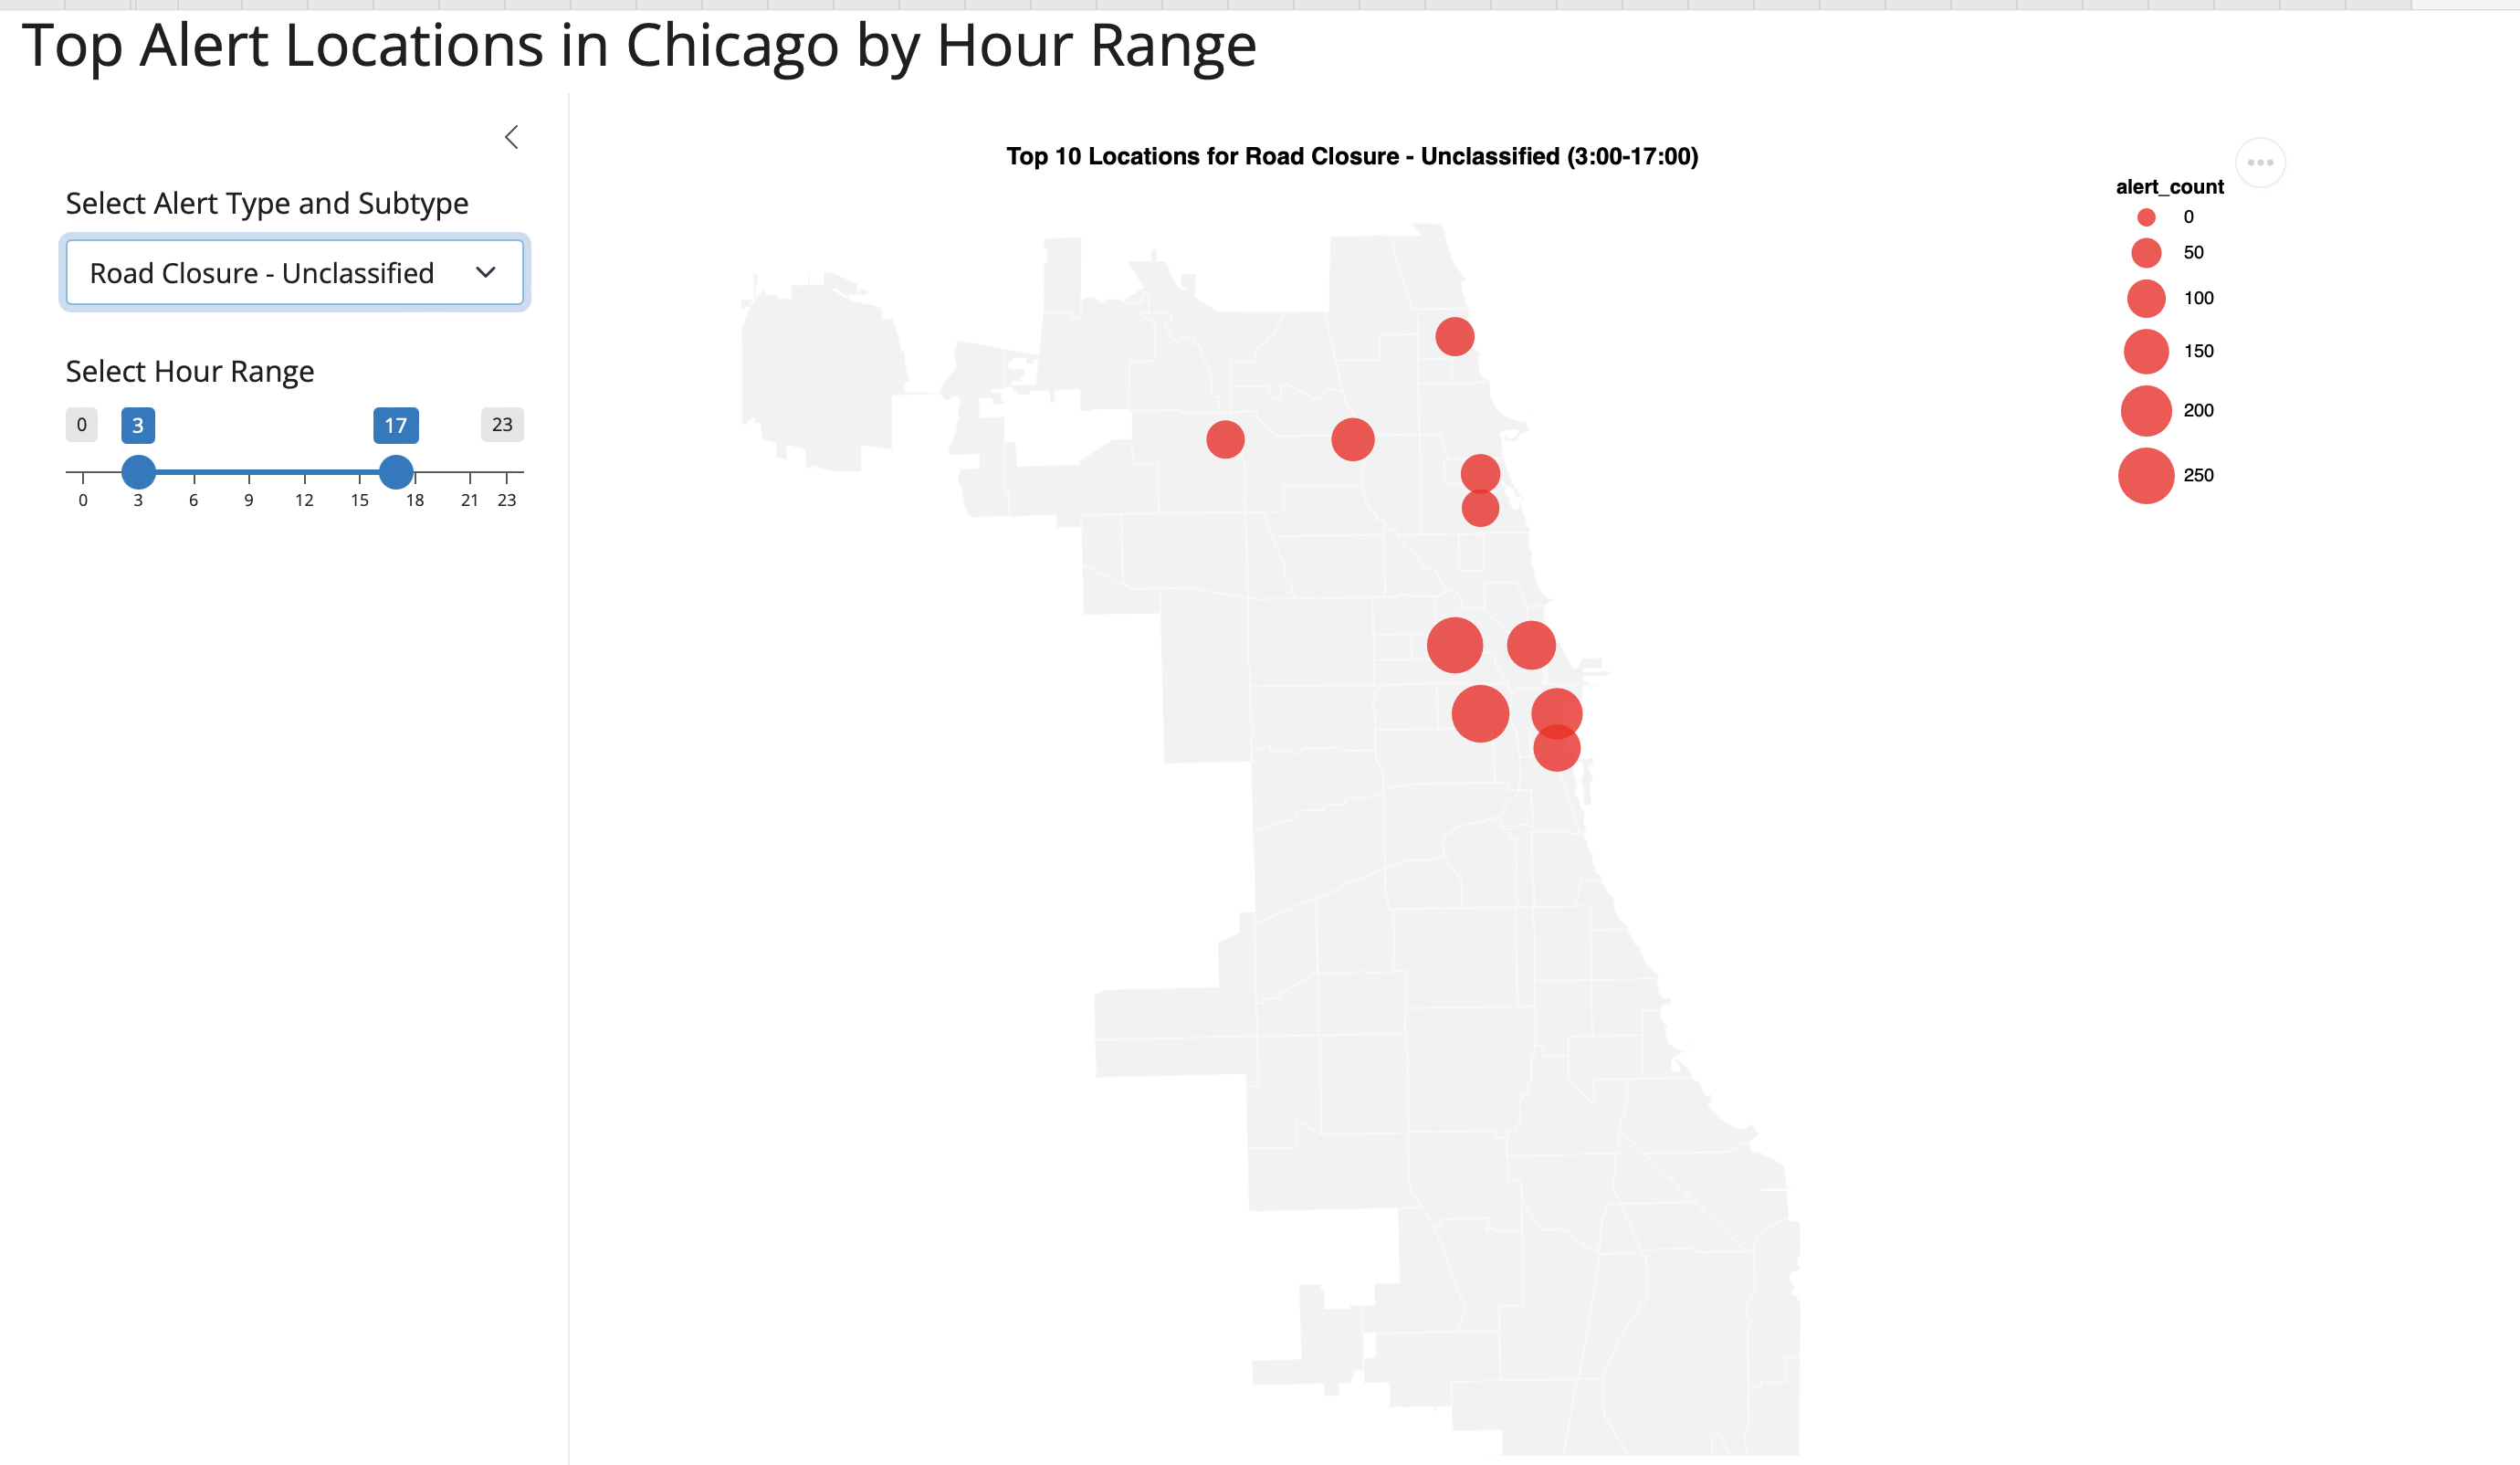 Top Alert Locations in Chicago by Hour Range
Select Alert Type and Subtype
Road Closure - Unclassified
Select Hour Range
0 3 17 23
0 3 6 9 12 15 18 21 23
Top 10 Locations for Road Closure - Unclassified (3:00-17:00)
alert_count
0
50
100
150
200
250